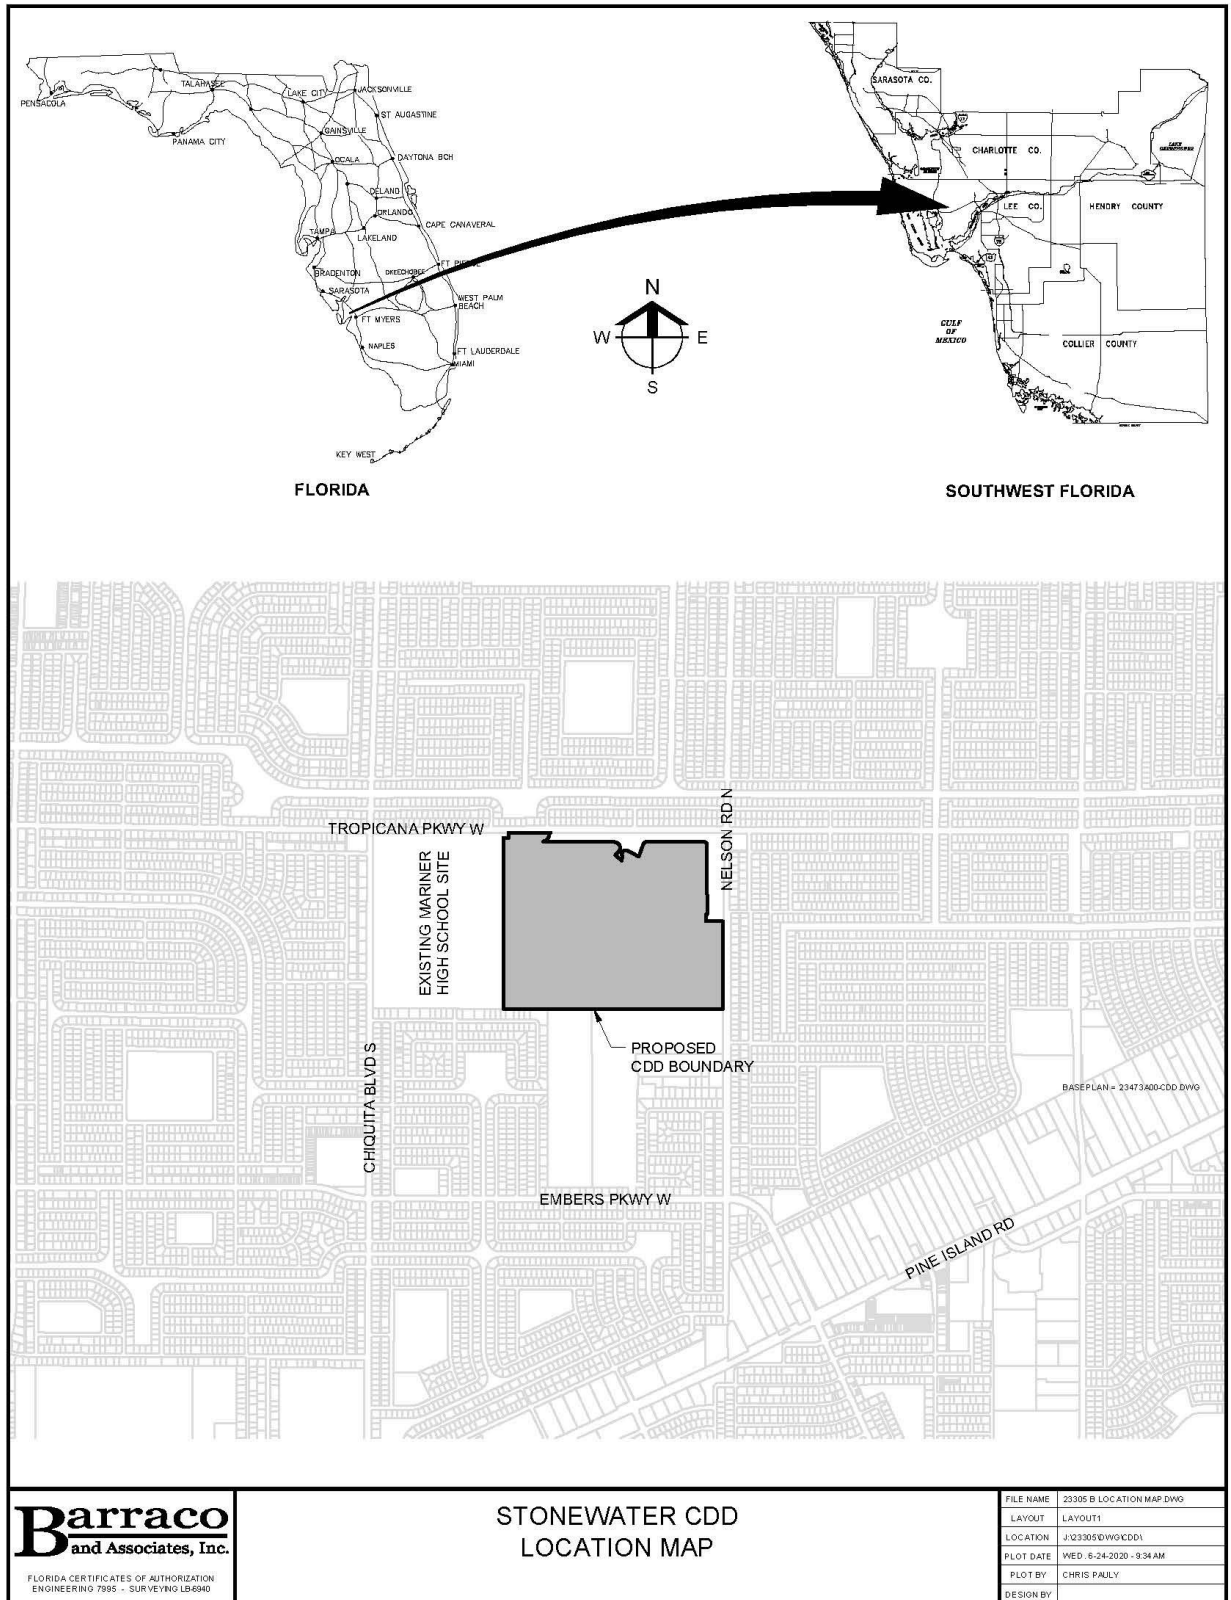 PENSACOLA
TALAHASEE
PANAMA CITY
LAKE CITY
JACKSONVILLE
ST AUGASTINE
GAINSVILLE
OCALA
DAYTONA BCH
DELAND
ORLANDO
CAPE CANAVERAL
TAMPA
LAKELAND
BRADENTON
OKEECHOBEE
SARASOTA
WEST PALM
BEACH
FT MYERS
NAPLES
FT LAUDERDALE
MIAMI
KEY WEST
FLORIDA
N
W
E
S
SARASOTA CO.
CHARLOTTE CO.
LEE CO.
HENDRY COUNTY
GULF
OF
MEXICO
COLLIER COUNTY
SOUTHWEST FLORIDA
TROPICANA PKWY W
NELSON RD N
EXISTING MARINER
HIGH SCHOOL SITE
PROPOSED
CDD BOUNDARY
CHIQUITA BLVD S
BASEPLAN = 23473A00-CDD.DWG
EMBERS PKWY W
PINE ISLAND RD
Barraco
and Associates, Inc.
FLORIDA CERTIFICATES OF AUTHORIZATION
ENGINEERING 7995 - SURVEYING LB-6940
STONEWATER CDD
LOCATION MAP
FILE NAME 23305 B LOCATION MAP.DWG
LAYOUT LAYOUT1
LOCATION J:\23305\DWG\CDD\
PLOT DATE WED. 6-24-2020 - 9:34 AM
PLOT BY CHRIS PAULY
DESIGN BY